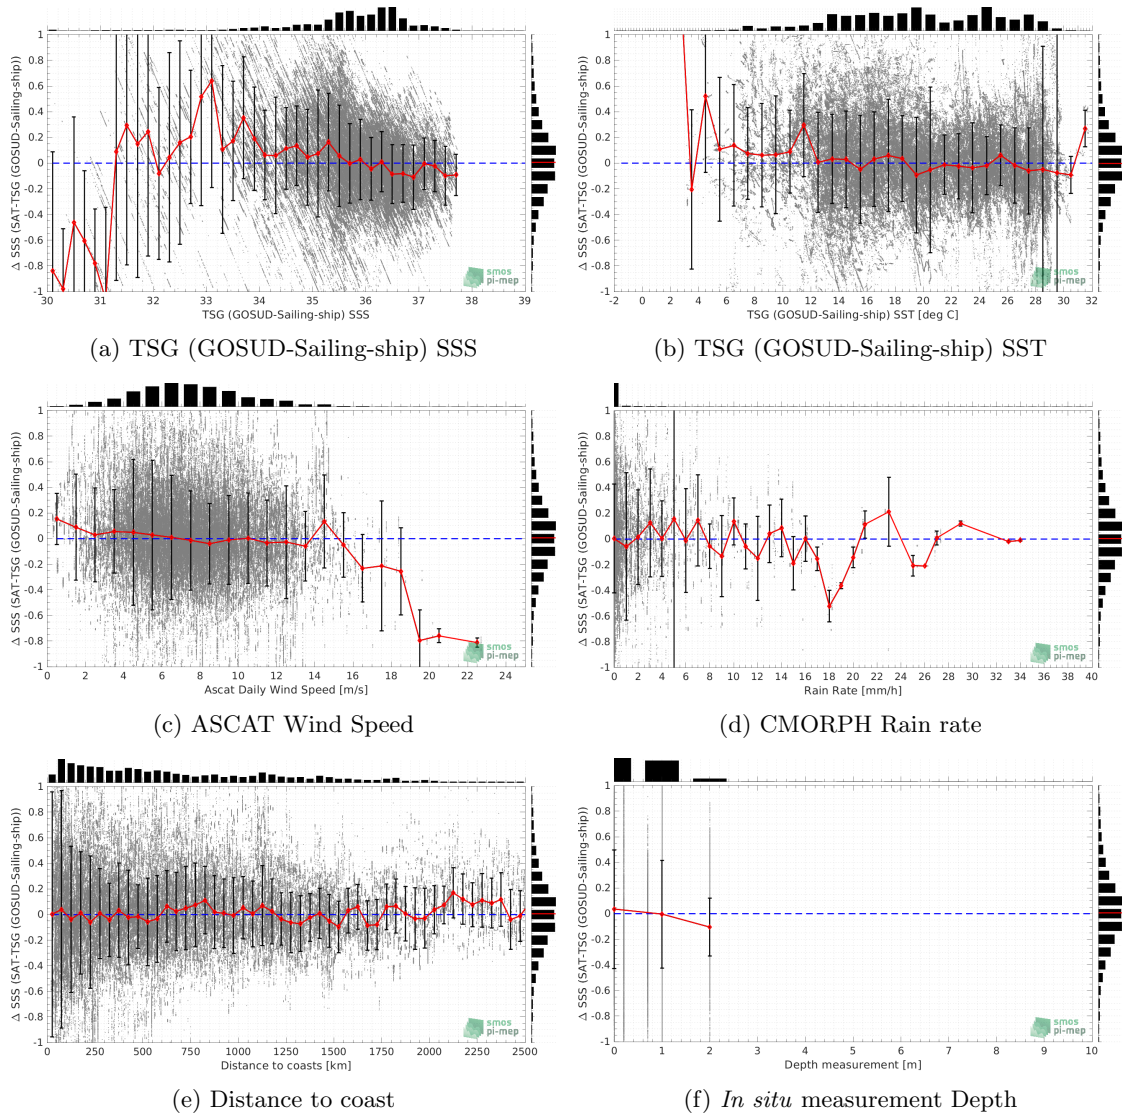 Δ SSS (SAT-TSG (GOSUD-Sailing-ship))
1
0.8
0.6
0.4
0.2
0
-0.2
-0.4
-0.6
-0.8
-1
30 31 32 33 34 35 36 37 38 39
TSG (GOSUD-Sailing-ship) SSS
smos
pi-mep
(a) TSG (GOSUD-Sailing-ship) SSS
Δ SSS (SAT-TSG (GOSUD-Sailing-ship))
1
0.8
0.6
0.4
0.2
0
-0.2
-0.4
-0.6
-0.8
-1
-2 0 2 4 6 8 10 12 14 16 18 20 22 24 26 28 30 32
TSG (GOSUD-Sailing-ship) SST [deg C]
smos
pi-mep
(b) TSG (GOSUD-Sailing-ship) SST
Δ SSS (SAT-TSG (GOSUD-Sailing-ship))
1
0.8
0.6
0.4
0.2
0
-0.2
-0.4
-0.6
-0.8
-1
0 2 4 6 8 10 12 14 16 18 20 22 24
Ascat Daily Wind Speed [m/s]
smos
pi-mep
(c) ASCAT Wind Speed
Δ SSS (SAT-TSG (GOSUD-Sailing-ship))
1
0.8
0.6
0.4
0.2
0
-0.2
-0.4
-0.6
-0.8
-1
0 2 4 6 8 10 12 14 16 18 20 22 24 26 28 30 32 34 36 38 40
Rain Rate [mm/h]
smos
pi-mep
(d) CMORPH Rain rate
Δ SSS (SAT-TSG (GOSUD-Sailing-ship))
1
0.8
0.6
0.4
0.2
0
-0.2
-0.4
-0.6
-0.8
-1
0 250 500 750 1000 1250 1500 1750 2000 2250 2500
Distance to coasts [km]
smos
pi-mep
(e) Distance to coast
Δ SSS (SAT-TSG (GOSUD-Sailing-ship))
1
0.8
0.6
0.4
0.2
0
-0.2
-0.4
-0.6
-0.8
-1
0 1 2 3 4 5 6 7 8 9 10
Depth measurement [m]
smos
pi-mep
(f) In situ measurement Depth